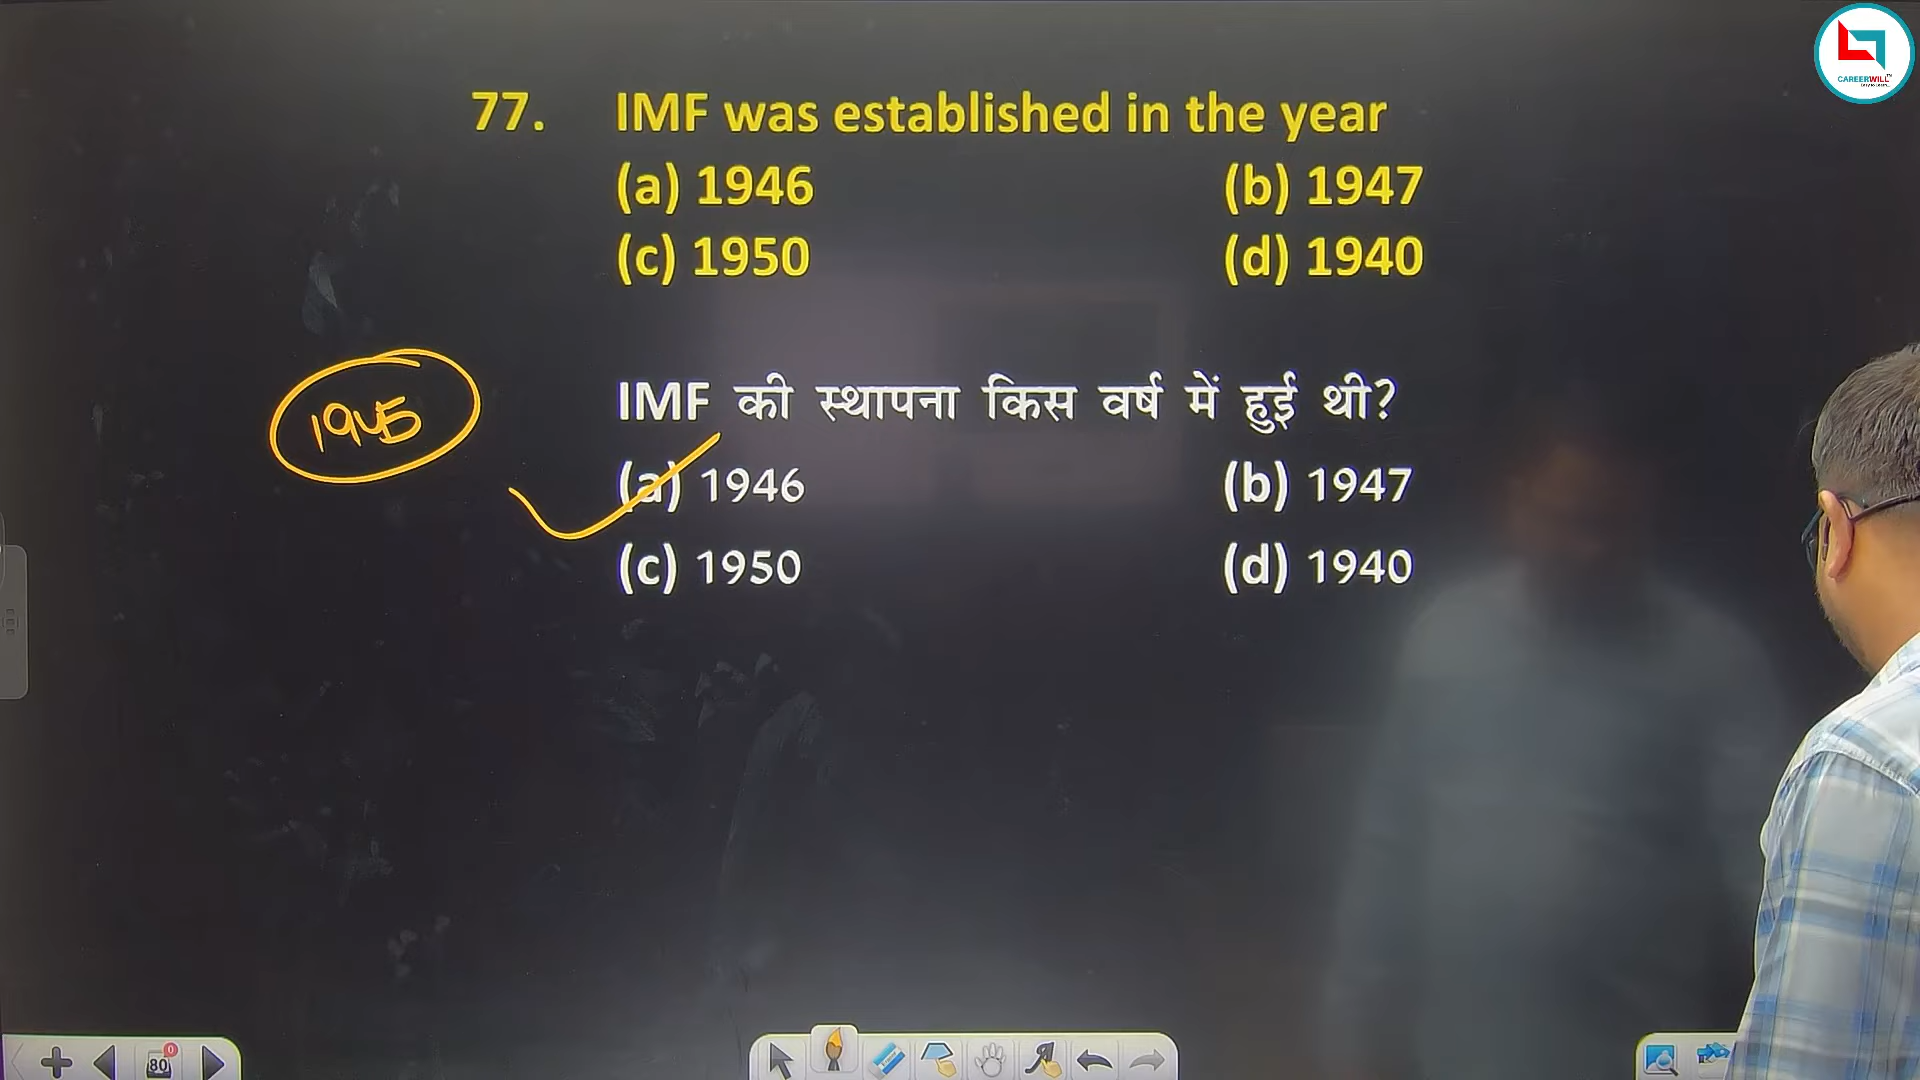 CAREERWILL
77. IMF was established in the year
(a) 1946 (b) 1947
(c) 1950 (d) 1940
1945
IMF की स्थापना किस वर्ष में हुई थी?
(a) 1946 (b) 1947
(c) 1950 (d) 1940
80
0